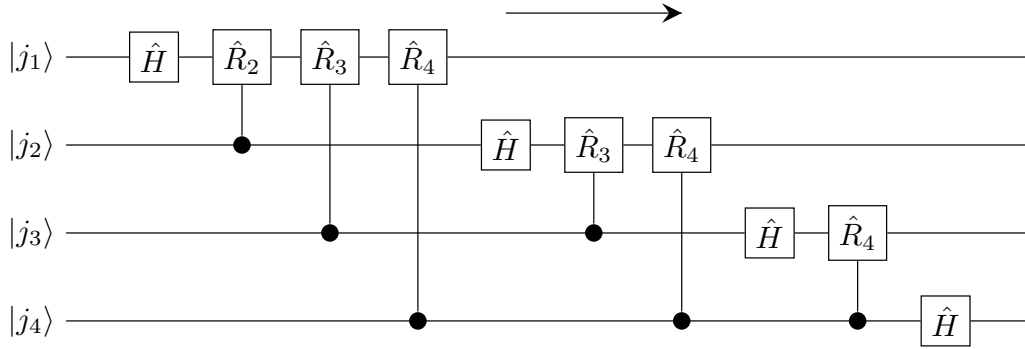 |j₁⟩ Ĥ R̂₂ R̂₃ R̂₄
|j₂⟩ Ĥ R̂₃ R̂₄
|j₃⟩ Ĥ R̂₄
|j₄⟩ Ĥ